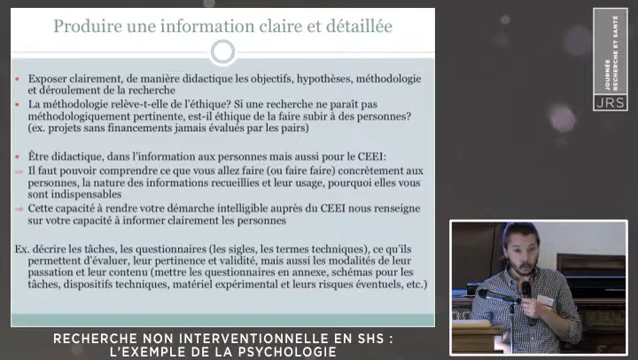 Produire une information claire et détaillée
Exposer clairement, de manière didactique les objectifs, hypothèses, méthodologie
et déroulement de la recherche
La méthodologie relève-t-elle de l'éthique? Si une recherche ne paraît pas
méthodologiquement pertinente, est-il éthique de la faire subir à des personnes?
(ex. projets sans financements jamais évalués par les pairs)
Être didactique, dans l'information aux personnes mais aussi pour le CEEI:
⇒ Il faut pouvoir comprendre ce que vous allez faire (ou faire faire) concrètement aux
personnes, la nature des informations recueillies et leur usage, pourquoi elles vous
sont indispensables
⇒ Cette capacité à rendre votre démarche intelligible auprès du CEEI nous renseigne
sur votre capacité à informer clairement les personnes
Ex. décrire les tâches, les questionnaires (les sigles, les termes techniques), ce qu'ils
permettent d'évaluer, leur pertinence et validité, mais aussi les modalités de leur
passation et leur contenu (mettre les questionnaires en annexe, schémas pour les
tâches, dispositifs techniques, matériel expérimental et leurs risques éventuels, etc.)
JOURNÉE
RECHERCHE ET SANTÉ
JRS
RECHERCHE NON INTERVENTIONNELLE EN SHS :
L'EXEMPLE DE LA PSYCHOLOGIE